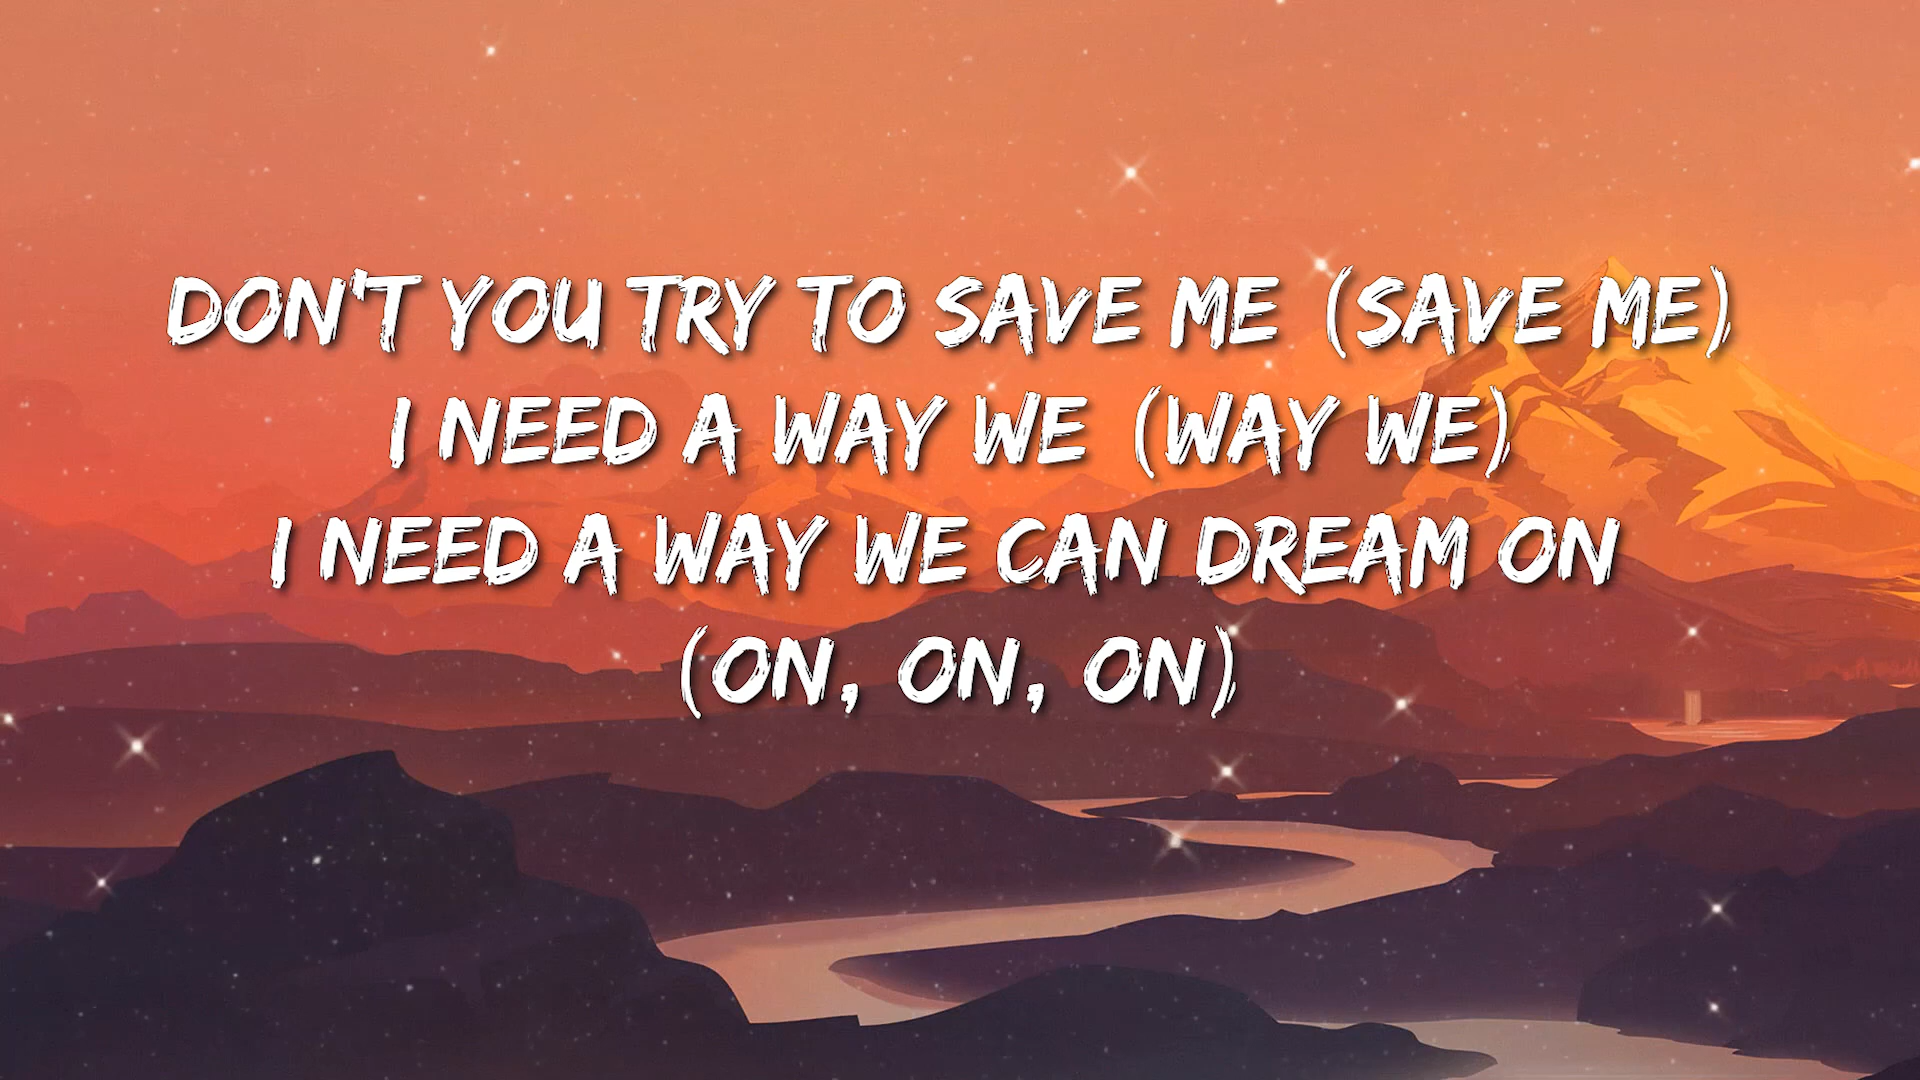 DON'T YOU TRY TO SAVE ME (SAVE ME)
I NEED A WAY WE (WAY WE)
I NEED A WAY WE CAN DREAM ON
(ON, ON, ON)